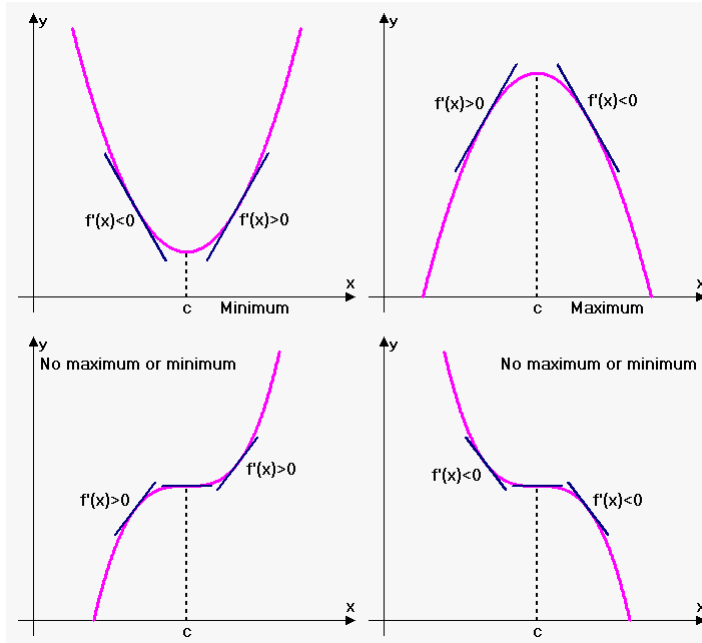 y
f'(x)<0
f'(x)>0
x
c
Minimum
y
f'(x)>0
f'(x)<0
x
c
Maximum
y
No maximum or minimum
f'(x)>0
f'(x)>0
x
c
y
No maximum or minimum
f'(x)<0
f'(x)<0
x
c